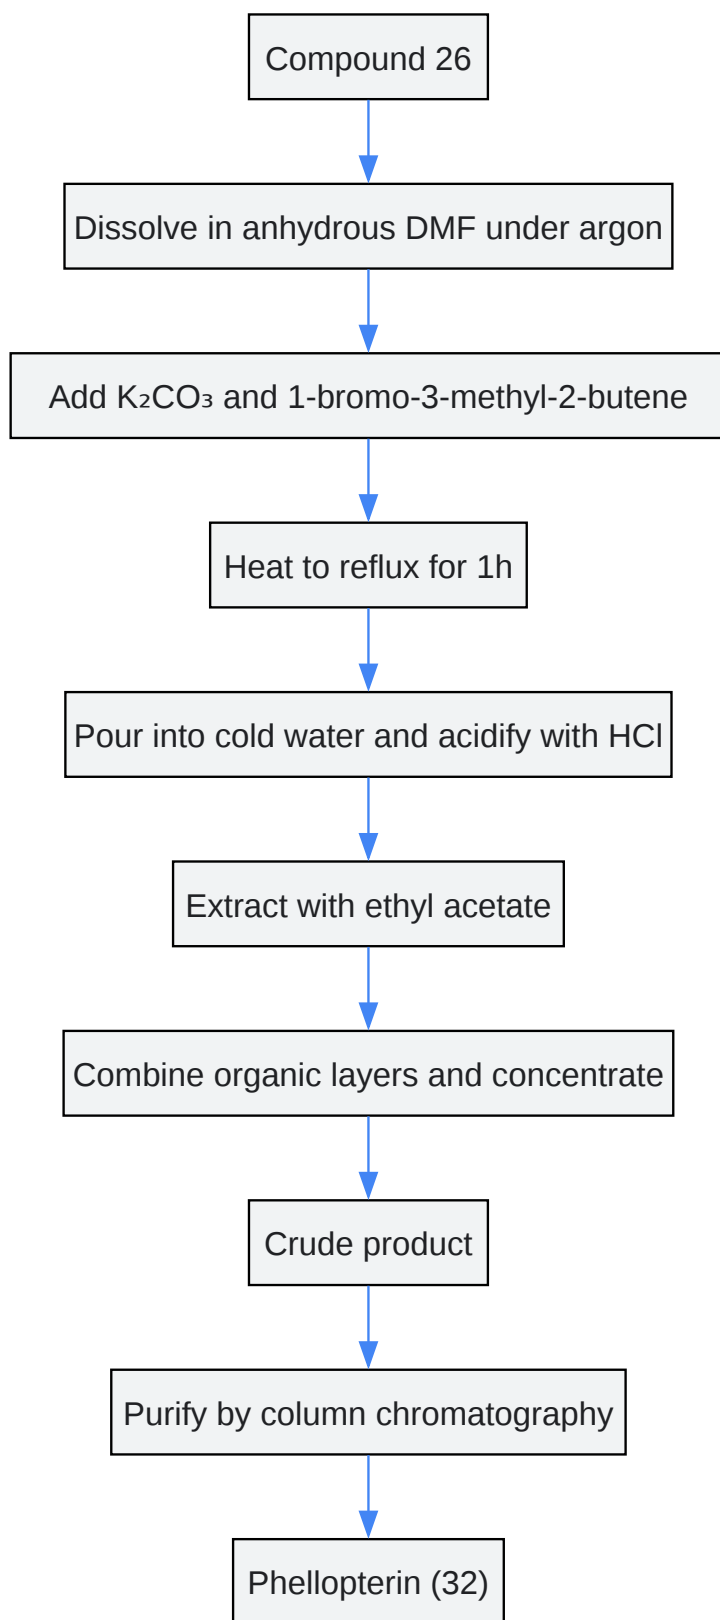 Compound 26
Dissolve in anhydrous DMF under argon
Add K₂CO₃ and 1-bromo-3-methyl-2-butene
Heat to reflux for 1h
Pour into cold water and acidify with HCl
Extract with ethyl acetate
Combine organic layers and concentrate
Crude product
Purify by column chromatography
Phellopterin (32)